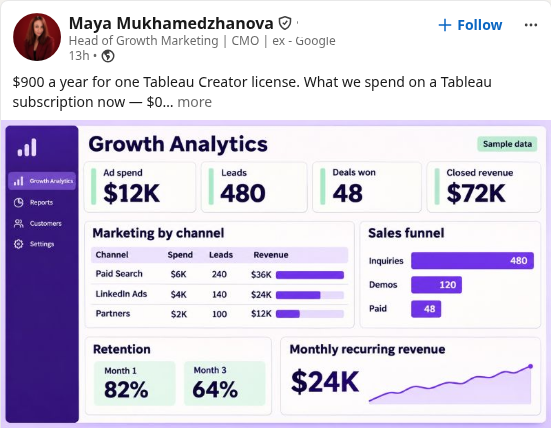 Maya Mukhamedzhanova ·
Head of Growth Marketing | CMO | ex - Google
13h •
+ Follow
$900 a year for one Tableau Creator license. What we spend on a Tableau
subscription now — $0... more
Growth Analytics
Sample data
Growth Analytics
Reports
Customers
Settings
Ad spend
$12K
Leads
480
Deals won
48
Closed revenue
$72K
Marketing by channel
Channel Spend Leads Revenue
Paid Search $6K 240 $36K
LinkedIn Ads $4K 140 $24K
Partners $2K 100 $12K
Sales funnel
Inquiries 480
Demos 120
Paid 48
Retention
Month 1
82%
Month 3
64%
Monthly recurring revenue
$24K